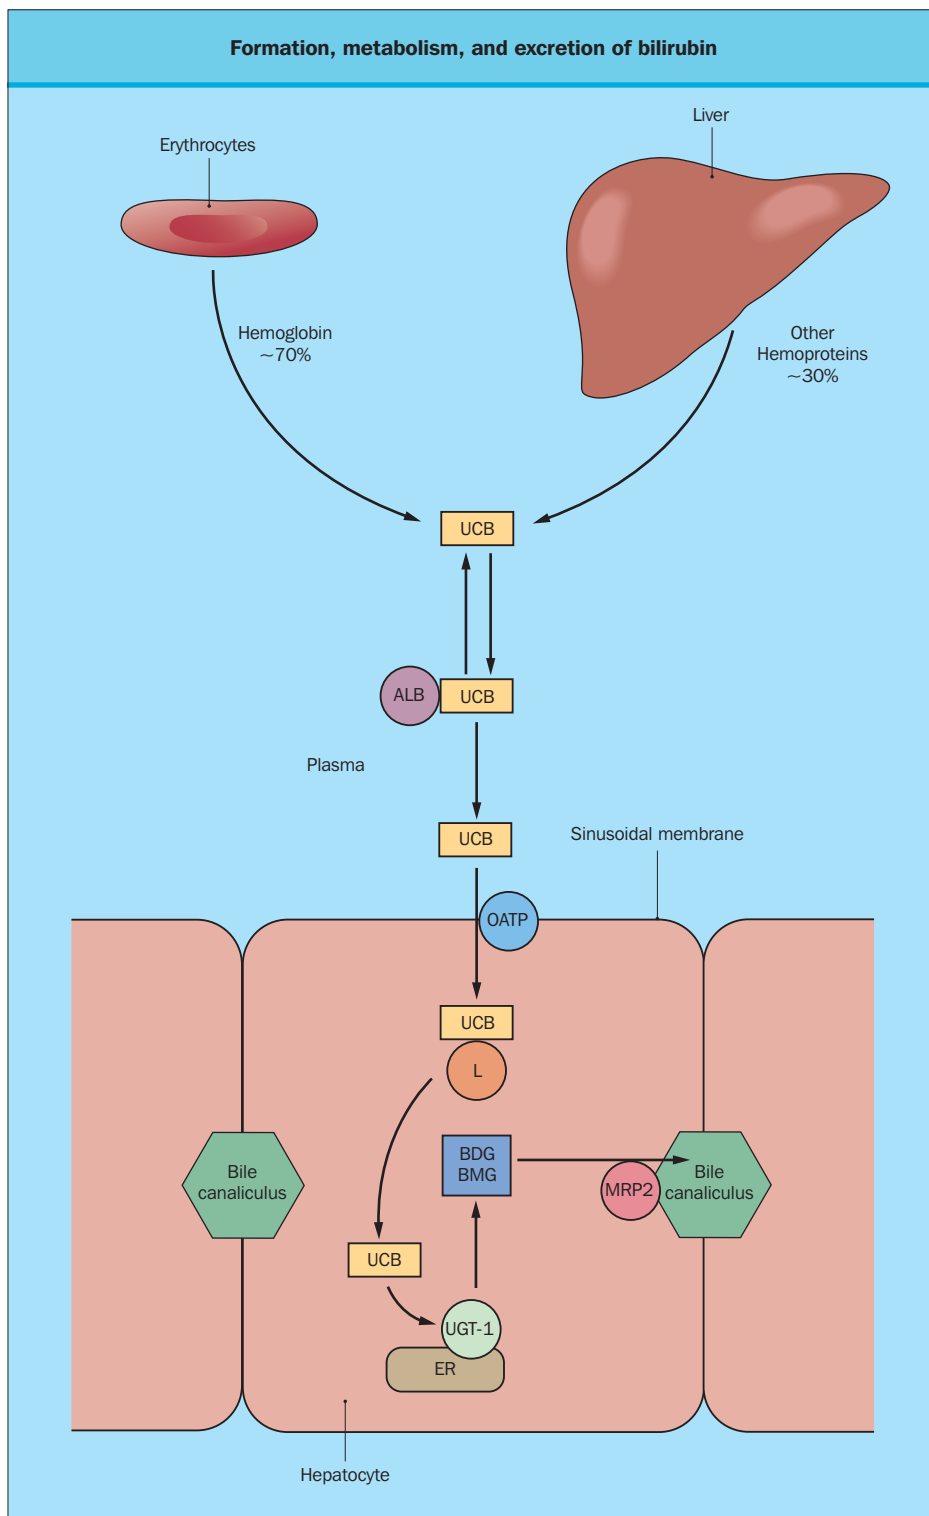 Formation, metabolism, and excretion of bilirubin
Liver
Erythrocytes
Hemoglobin
~70%
Other
Hemoproteins
~30%
UCB
ALB
UCB
Plasma
UCB
Sinusoidal membrane
OATP
UCB
L
BDG
BMG
Bile
canaliculus
MRP2
Bile
canaliculus
UCB
UGT-1
ER
Hepatocyte